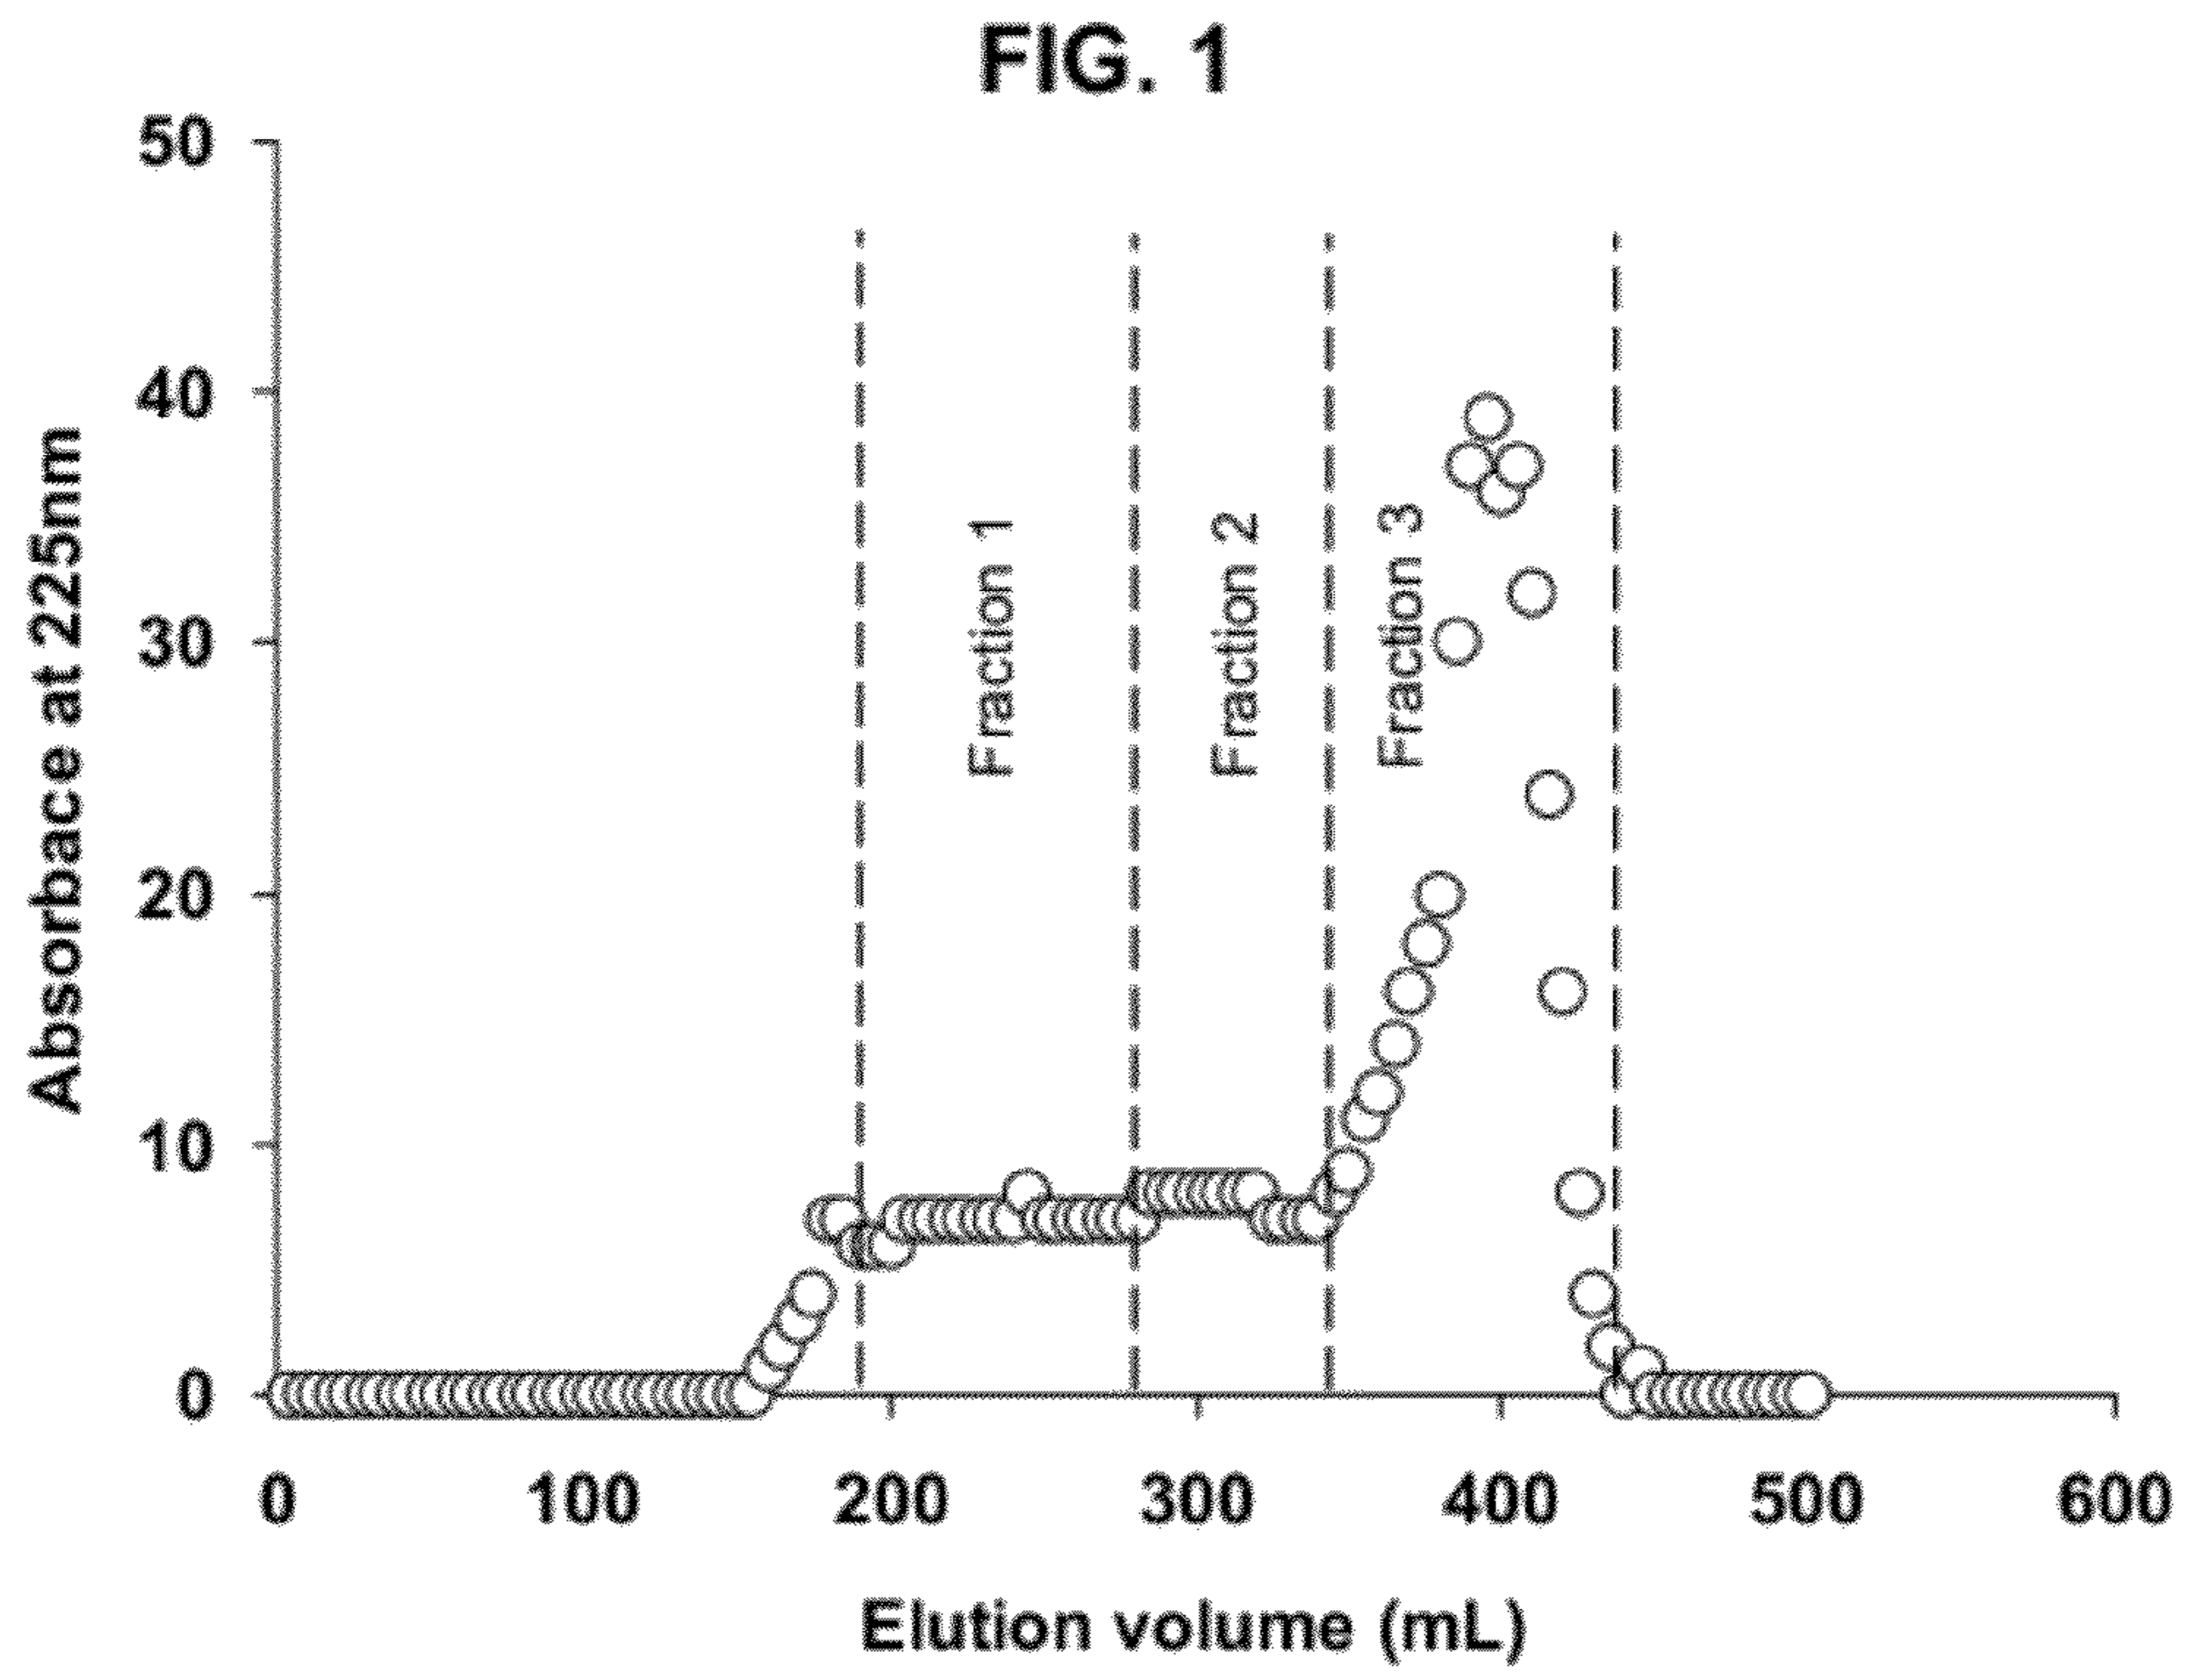 FIG. 1
50
40
30
20
10
0
Absorbace at 225nm
Fraction 1
Fraction 2
Fraction 3
0 100 200 300 400 500 600
Elution volume (mL)